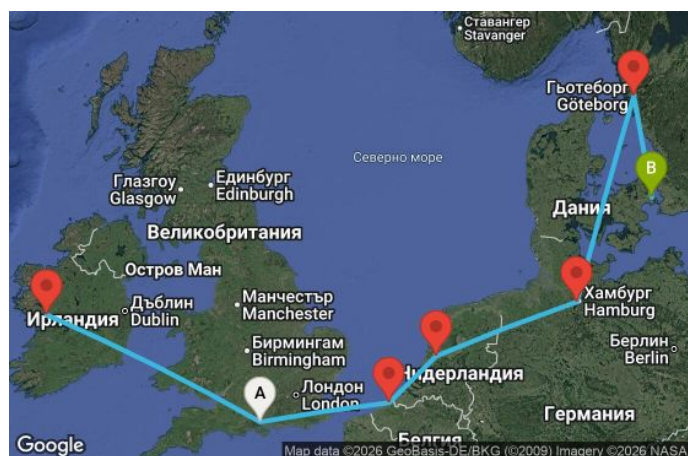 Ставангер
Stavanger
Гьотеборг
Göteborg
Северно море
Глазгоу
Glasgow
Единбург
Edinburgh
Дания
Великобритания
Остров Ман
Хамбург
Hamburg
Дъблин
Dublin
Ирландия
Манчестър
Manchester
Бирмингам
Birmingham
Берлин
Berlin
Лондон
London
Нидерландия
Германия
Белгия
A
B
Google
Map data ©2026 GeoBasis-DE/BKG (©2009) Imagery ©2026 NASA